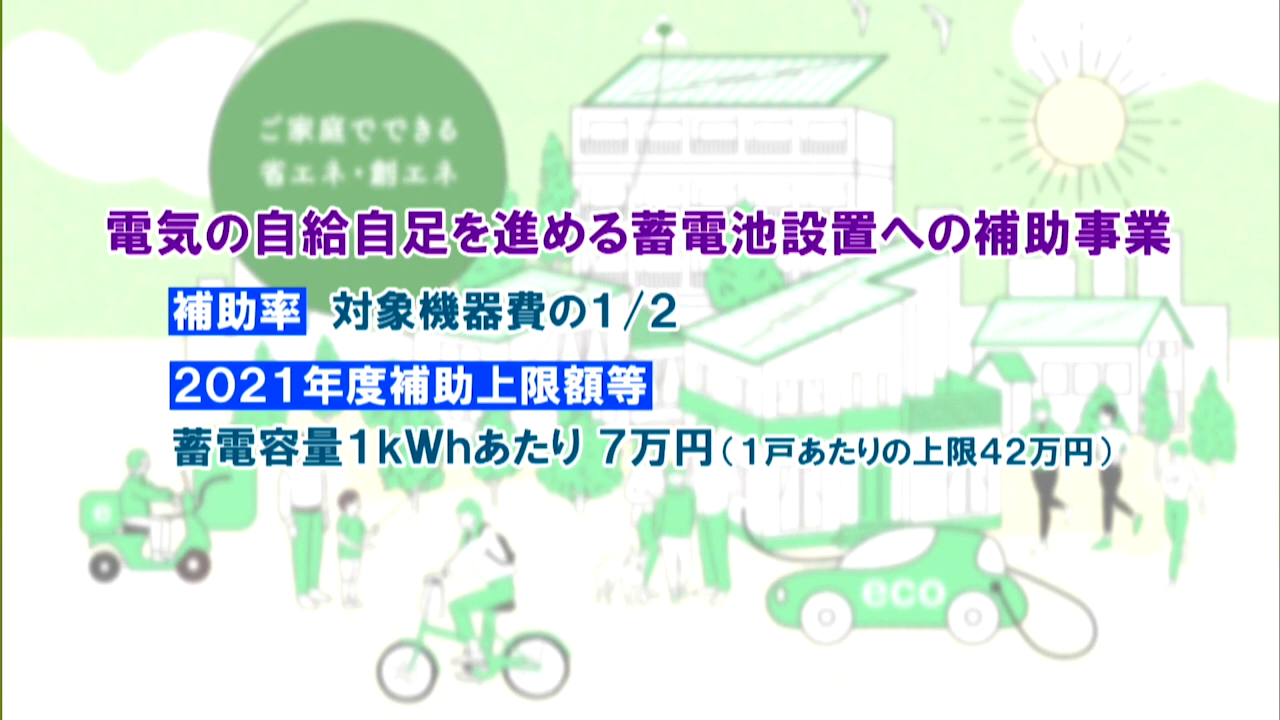 ご家庭でできる
省エネ・創エネ
電気の自給自足を進める蓄電池設置への補助事業
補助率 対象機器費の1/2
2021年度補助上限額等
蓄電容量1kWhあたり 7万円（1戸あたりの上限42万円）
e
eco